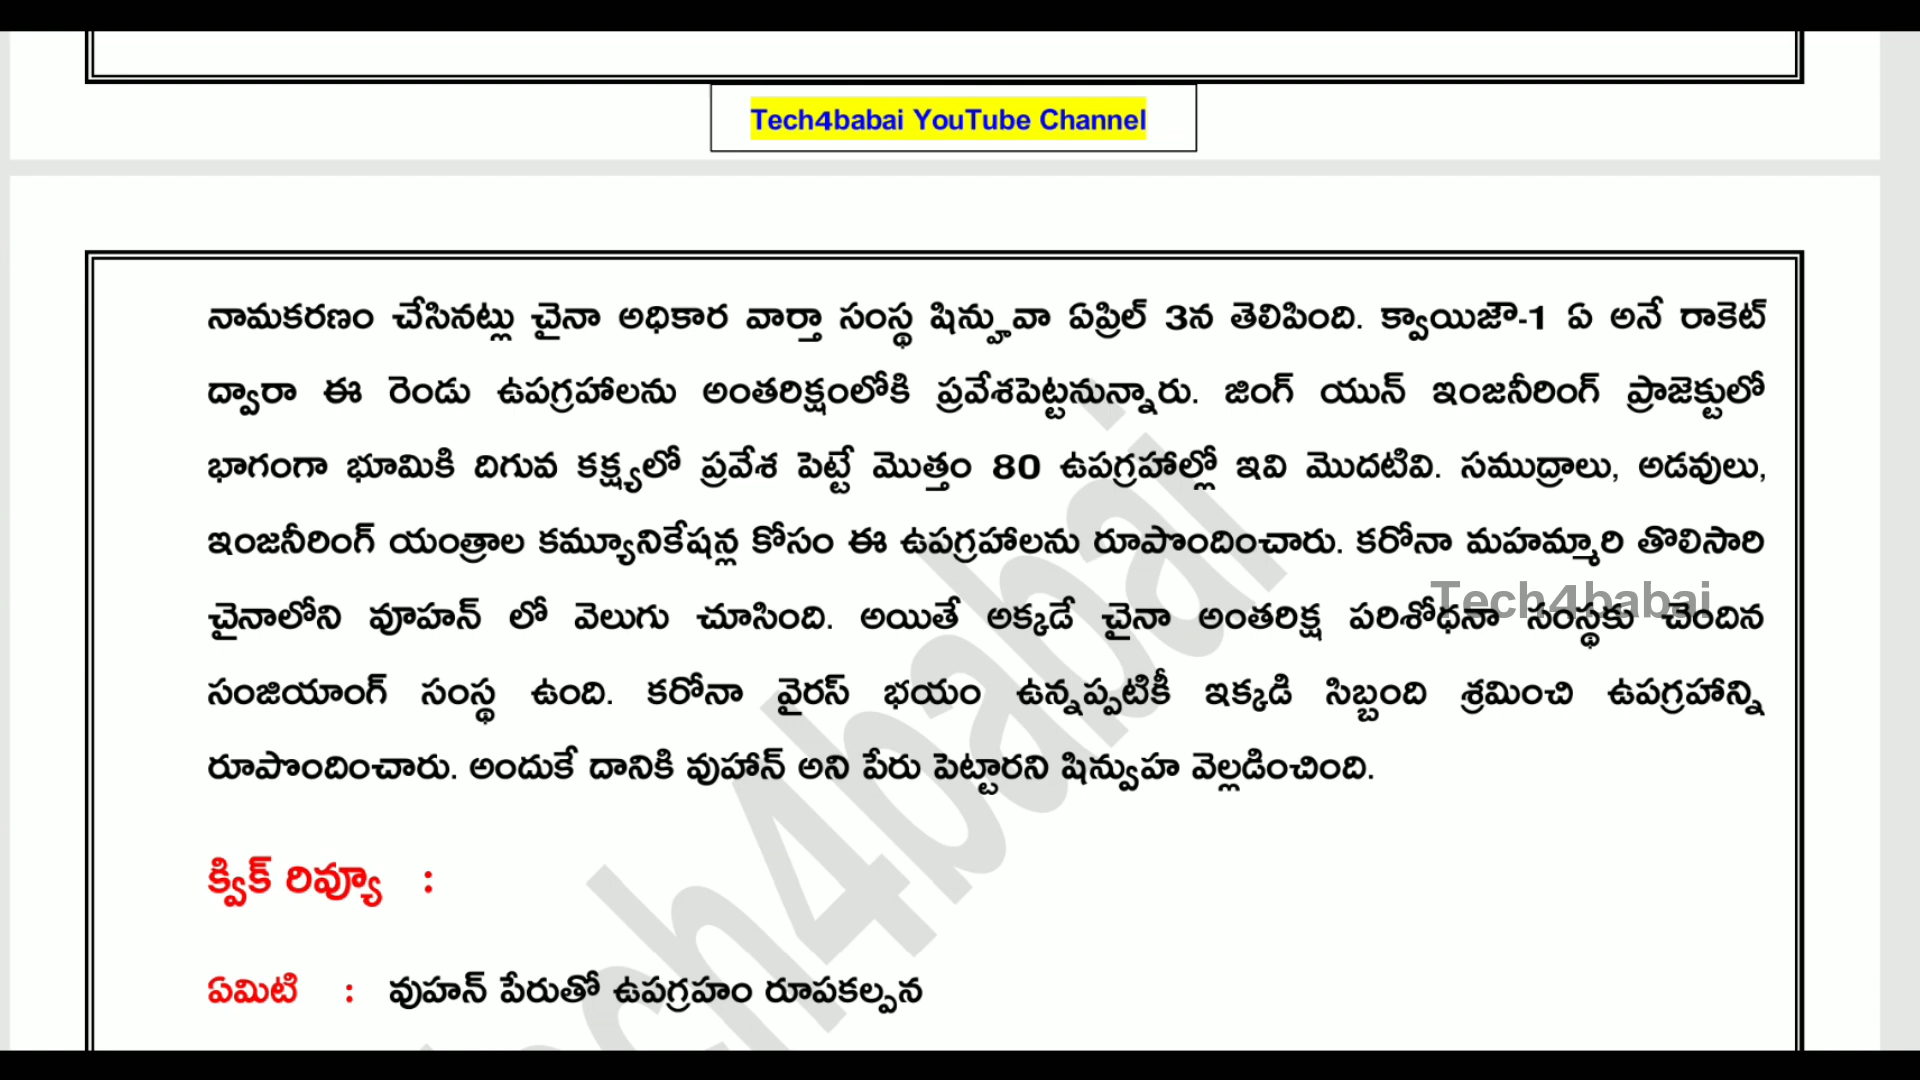 Tech4babai YouTube Channel
నామకరణం చేసినట్లు చైనా అధికార వార్తా సంస్థ షిన్హువా ఏప్రిల్ 3న తెలిపింది. క్వాయిజౌ-1 ఏ అనే రాకెట్
ద్వారా ఈ రెండు ఉపగ్రహాలను అంతరిక్షంలోకి ప్రవేశపెట్టనున్నారు. జింగ్ యున్ ఇంజనీరింగ్ ప్రాజెక్టులో
భాగంగా భూమికి దిగువ కక్ష్యలో ప్రవేశ పెట్టే మొత్తం 80 ఉపగ్రహాల్లో ఇవి మొదటివి. సముద్రాలు, అడవులు,
ఇంజనీరింగ్ యంత్రాల కమ్యూనికేషన్ల కోసం ఈ ఉపగ్రహాలను రూపొందించారు. కరోనా మహమ్మారి తొలిసారి
చైనాలోని వూహన్ లో వెలుగు చూసింది. అయితే అక్కడే చైనా అంతరిక్ష పరిశోధనా సంస్థకు చెందిన
Tech4babai
సంజియాంగ్ సంస్థ ఉంది. కరోనా వైరస్ భయం ఉన్నప్పటికీ ఇక్కడి సిబ్బంది శ్రమించి ఉపగ్రహాన్ని
రూపొందించారు. అందుకే దానికి వుహాన్ అని పేరు పెట్టారని షిన్వుహ వెల్లడించింది.
క్విక్ రివ్యూ :
ఏమిటి : వుహన్ పేరుతో ఉపగ్రహం రూపకల్పన